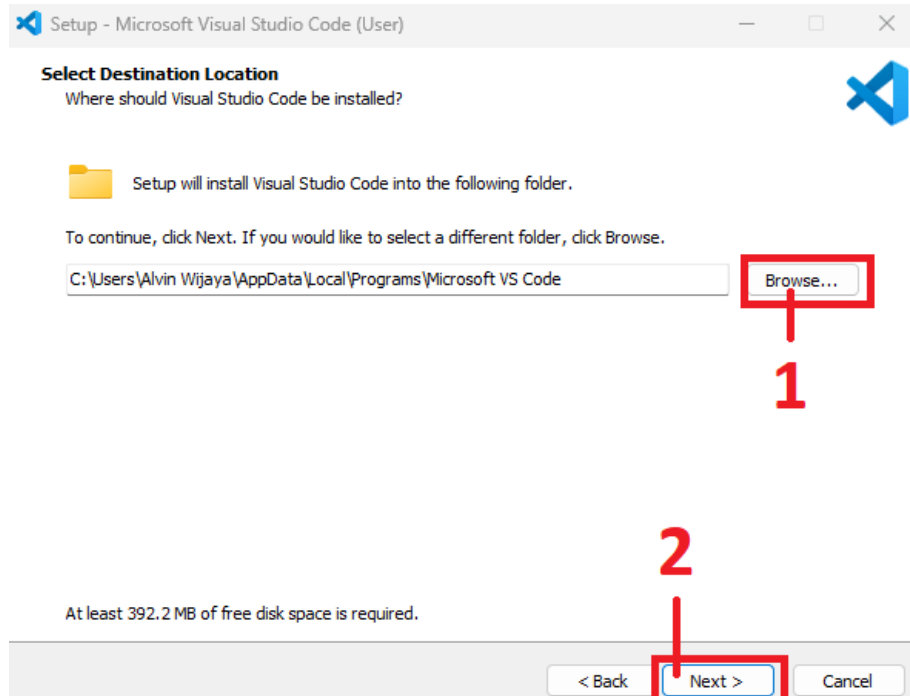 Setup - Microsoft Visual Studio Code (User)
Select Destination Location
Where should Visual Studio Code be installed?
Setup will install Visual Studio Code into the following folder.
To continue, click Next. If you would like to select a different folder, click Browse.
C:\Users\Alvin Wijaya\AppData\Local\Programs\Microsoft VS Code
Browse...
1
2
At least 392.2 MB of free disk space is required.
< Back Next > Cancel